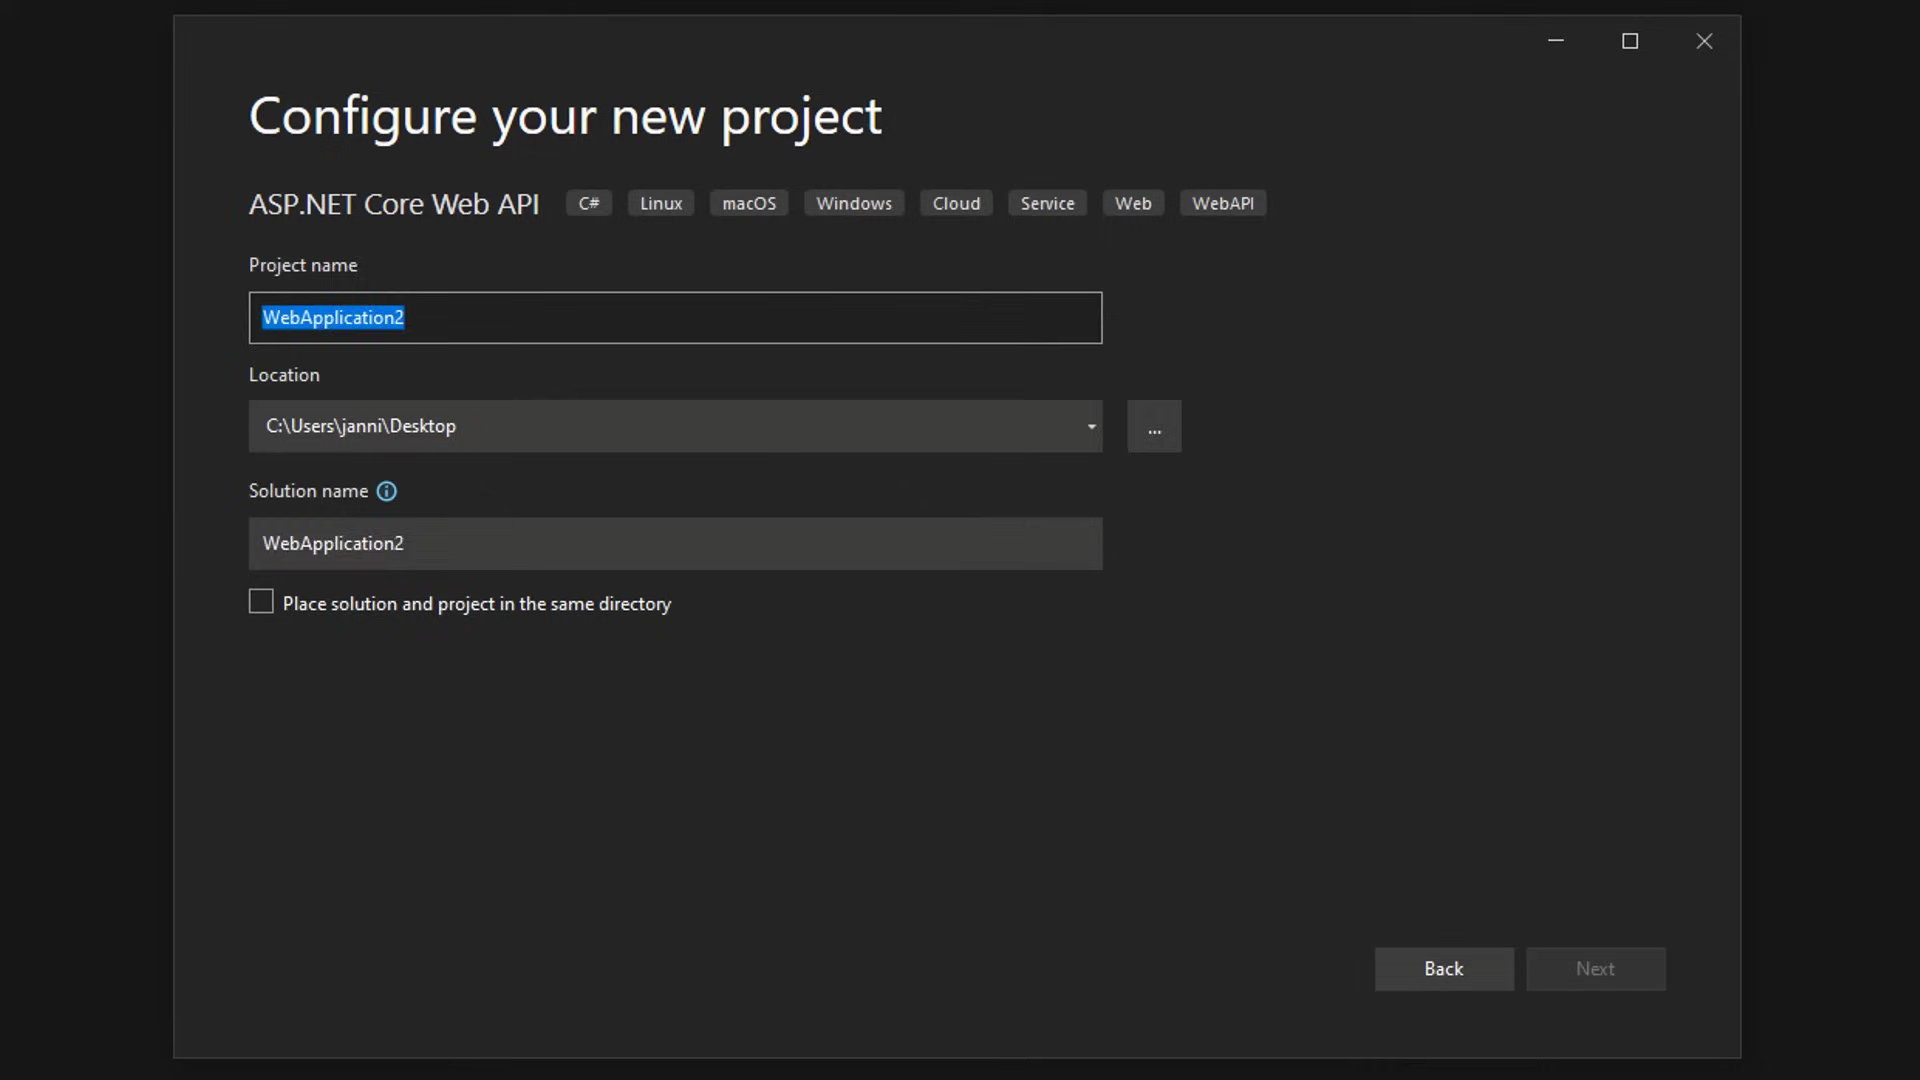 Configure your new project
ASP.NET Core Web API C# Linux macOS Windows Cloud Service Web WebAPI
Project name
WebApplication2
Location
C:\Users\janni\Desktop
...
Solution name
WebApplication2
Place solution and project in the same directory
Back Next